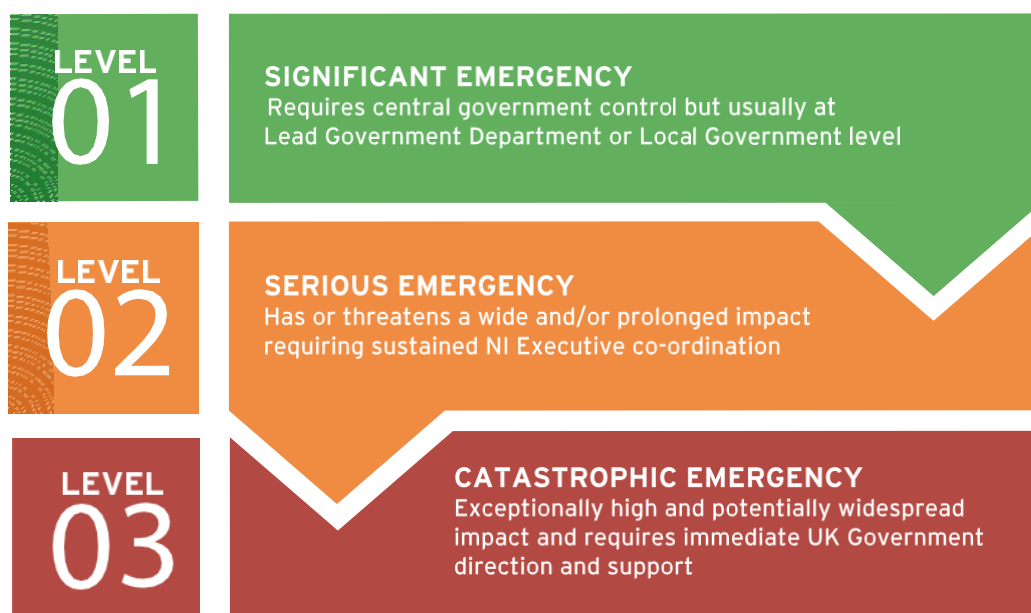 LEVEL
01
SIGNIFICANT EMERGENCY
Requires central government control but usually at
Lead Government Department or Local Government level
LEVEL
02
SERIOUS EMERGENCY
Has or threatens a wide and/or prolonged impact
requiring sustained NI Executive co-ordination
LEVEL
03
CATASTROPHIC EMERGENCY
Exceptionally high and potentially widespread
impact and requires immediate UK Government
direction and support